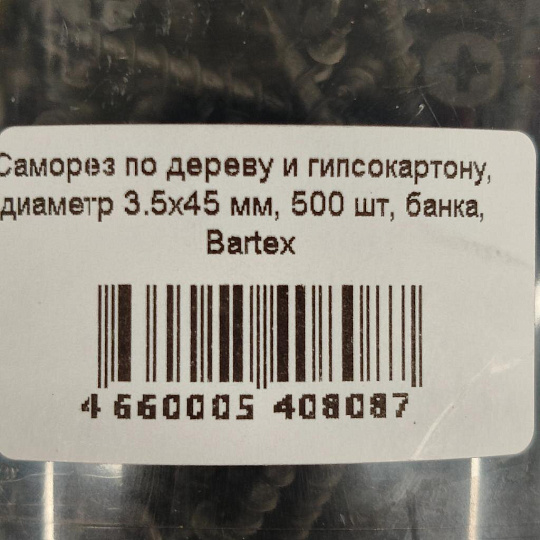 Саморез по дереву и гипсокартону,
диаметр 3.5х45 мм, 500 шт, банка,
Bartex
4 660005 408087